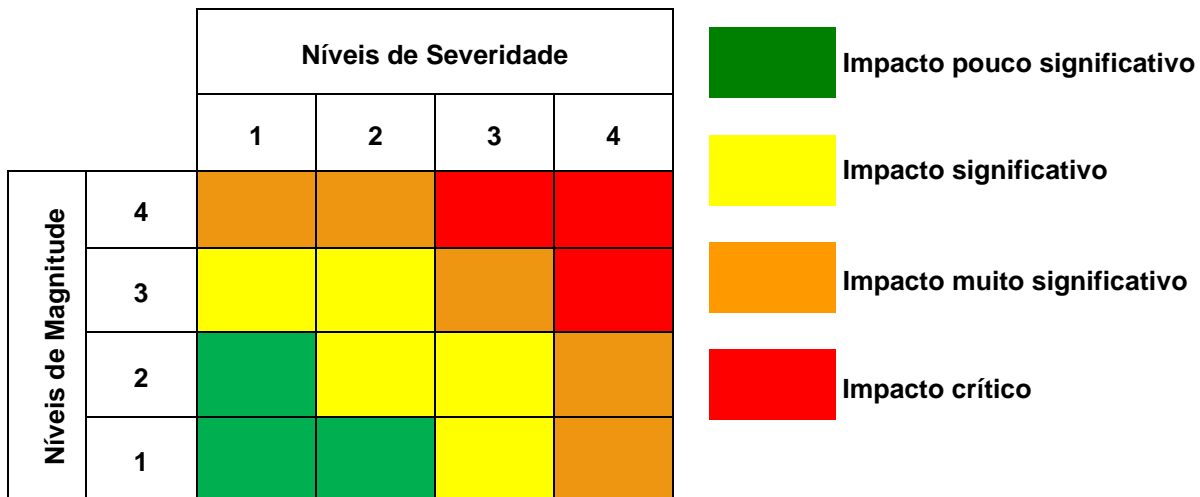 Níveis de Severidade
1 2 3 4
Níveis de Magnitude
4
3
2
1
Impacto pouco significativo
Impacto significativo
Impacto muito significativo
Impacto crítico